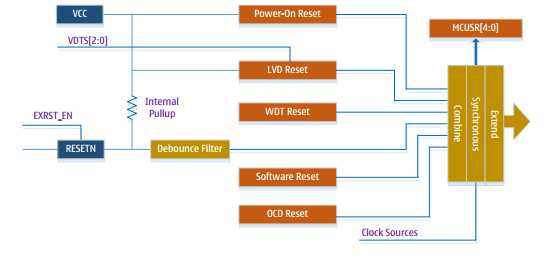 VCC
Power-On Reset
MCUSR[4:0]
VDTS[2:0]
LVD Reset
Internal
Pullup
WDT Reset
EXRST_EN
RESETN
Debounce Filter
Combine
Synchronous
Extend
Software Reset
OCD Reset
Clock Sources